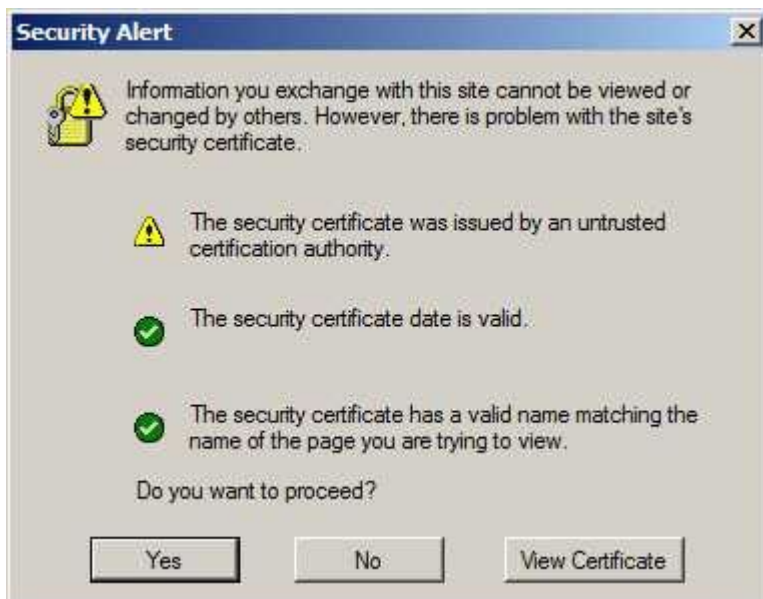 Security Alert
Information you exchange with this site cannot be viewed or
changed by others. However, there is problem with the site's
security certificate.
The security certificate was issued by an untrusted
certification authority.
The security certificate date is valid.
The security certificate has a valid name matching the
name of the page you are trying to view.
Do you want to proceed?
Yes
No
View Certificate